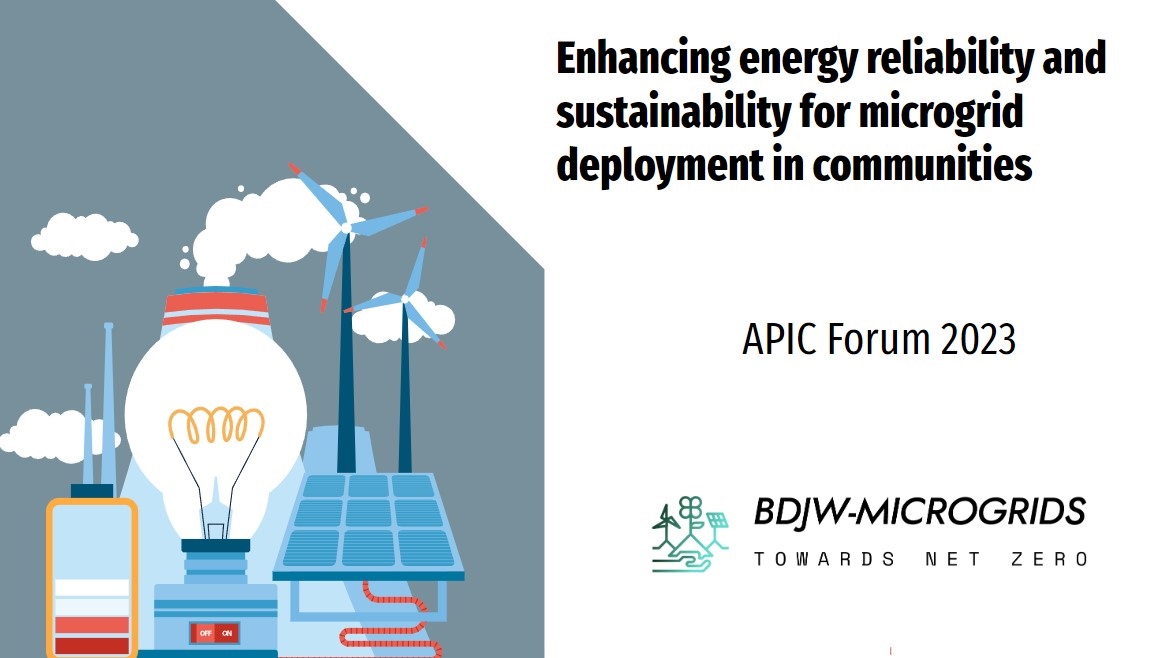 Enhancing energy reliability and
sustainability for microgrid
deployment in communities
APIC Forum 2023
BDJW-MICROGRIDS
TOWARDS NET ZERO
OFF ON